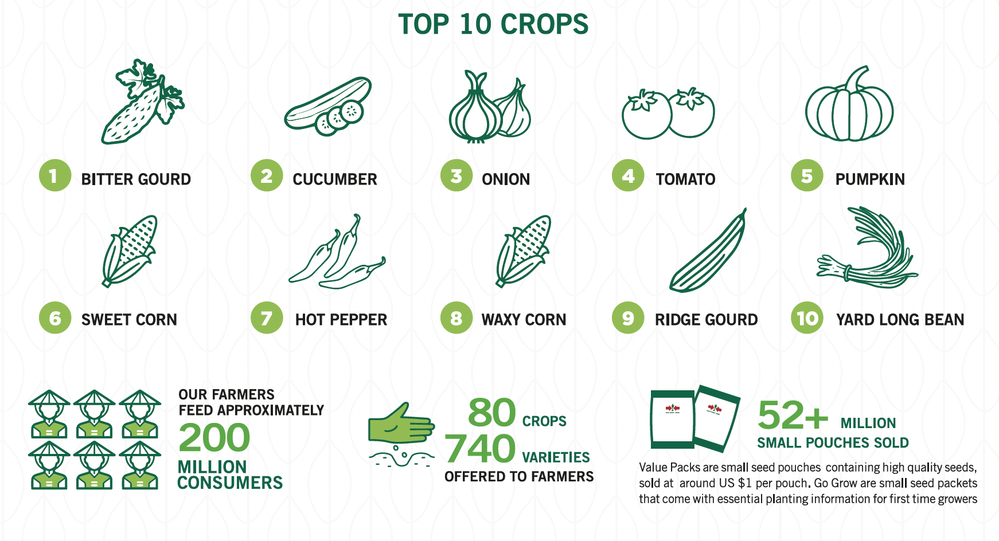 TOP 10 CROPS
1 BITTER GOURD
2 CUCUMBER
3 ONION
4 TOMATO
5 PUMPKIN
6 SWEET CORN
7 HOT PEPPER
8 WAXY CORN
9 RIDGE GOURD
10 YARD LONG BEAN
OUR FARMERS
FEED APPROXIMATELY
200
MILLION
CONSUMERS
80 CROPS
740 VARIETIES
OFFERED TO FARMERS
52+ MILLION
SMALL POUCHES SOLD
Value Packs are small seed pouches containing high quality seeds,
sold at around US $1 per pouch. Go Grow are small seed packets
that come with essential planting information for first time growers